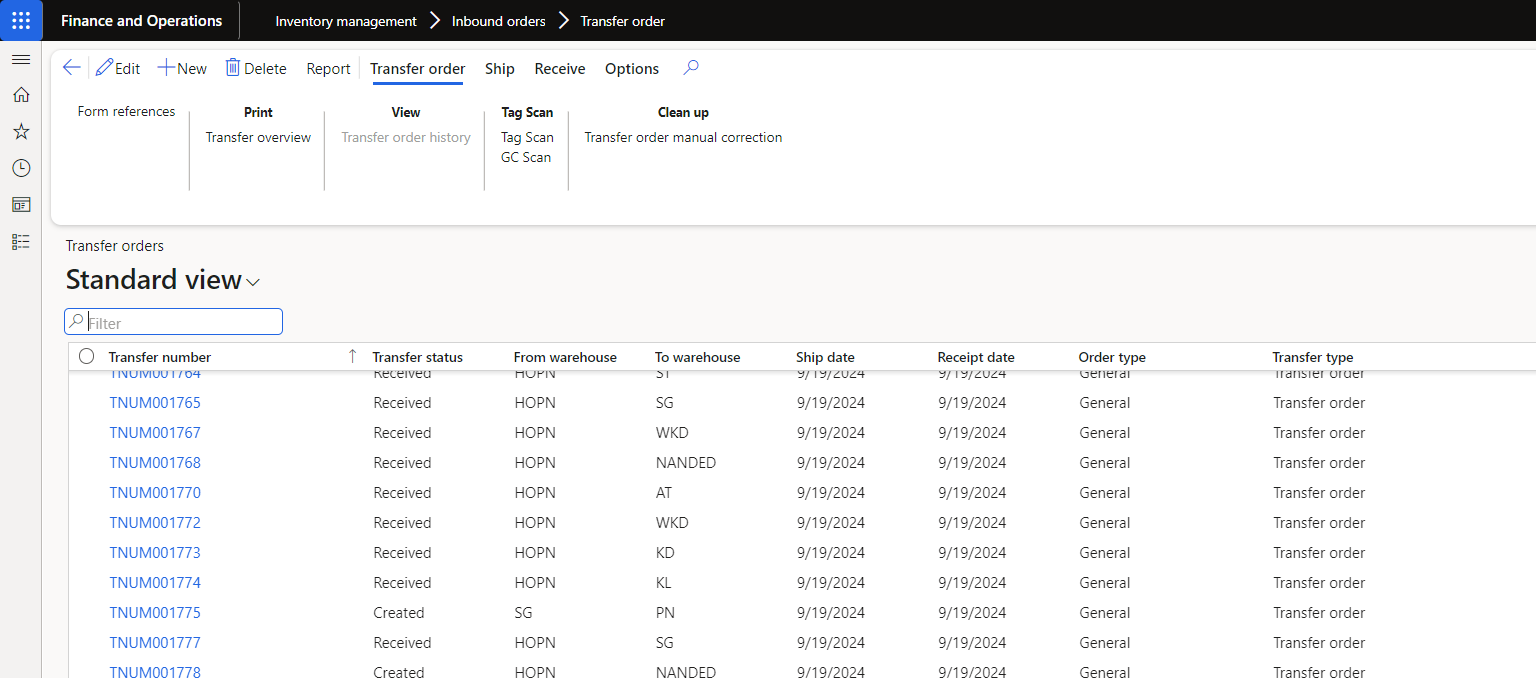 Finance and Operations Inventory management Inbound orders Transfer order
Edit New Delete Report Transfer order Ship Receive Options
Form references Print View Tag Scan Clean up
Transfer overview Transfer order history Tag Scan Transfer order manual correction
GC Scan
Transfer orders
Standard view
Filter
Transfer number Transfer status From warehouse To warehouse Ship date Receipt date Order type Transfer type
TNUM001764 Received HOPN ST 9/19/2024 9/19/2024 General Transfer order
TNUM001765 Received HOPN SG 9/19/2024 9/19/2024 General Transfer order
TNUM001767 Received HOPN WKD 9/19/2024 9/19/2024 General Transfer order
TNUM001768 Received HOPN NANDED 9/19/2024 9/19/2024 General Transfer order
TNUM001770 Received HOPN AT 9/19/2024 9/19/2024 General Transfer order
TNUM001772 Received HOPN WKD 9/19/2024 9/19/2024 General Transfer order
TNUM001773 Received HOPN KD 9/19/2024 9/19/2024 General Transfer order
TNUM001774 Received HOPN KL 9/19/2024 9/19/2024 General Transfer order
TNUM001775 Created SG PN 9/19/2024 9/19/2024 General Transfer order
TNUM001777 Received HOPN SG 9/19/2024 9/19/2024 General Transfer order
TNUM001778 Created HOPN NANDED 9/19/2024 9/19/2024 General Transfer order